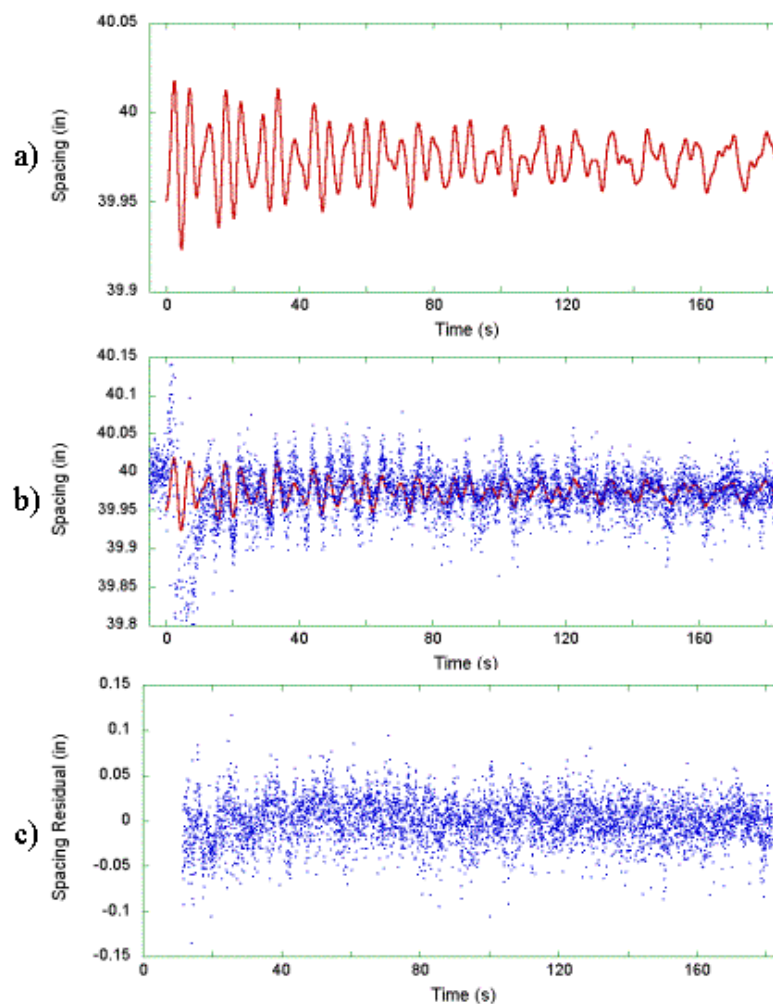 a)
Spacing (in)
40.05
40
39.95
39.9
0 40 80 120 160
Time (s)
b)
Spacing (in)
40.15
40.1
40.05
40
39.95
39.9
39.85
39.8
0 40 80 120 160
Time (s)
c)
Spacing Residual (in)
0.15
0.1
0.05
0
-0.05
-0.1
-0.15
0 40 80 120 160
Time (s)